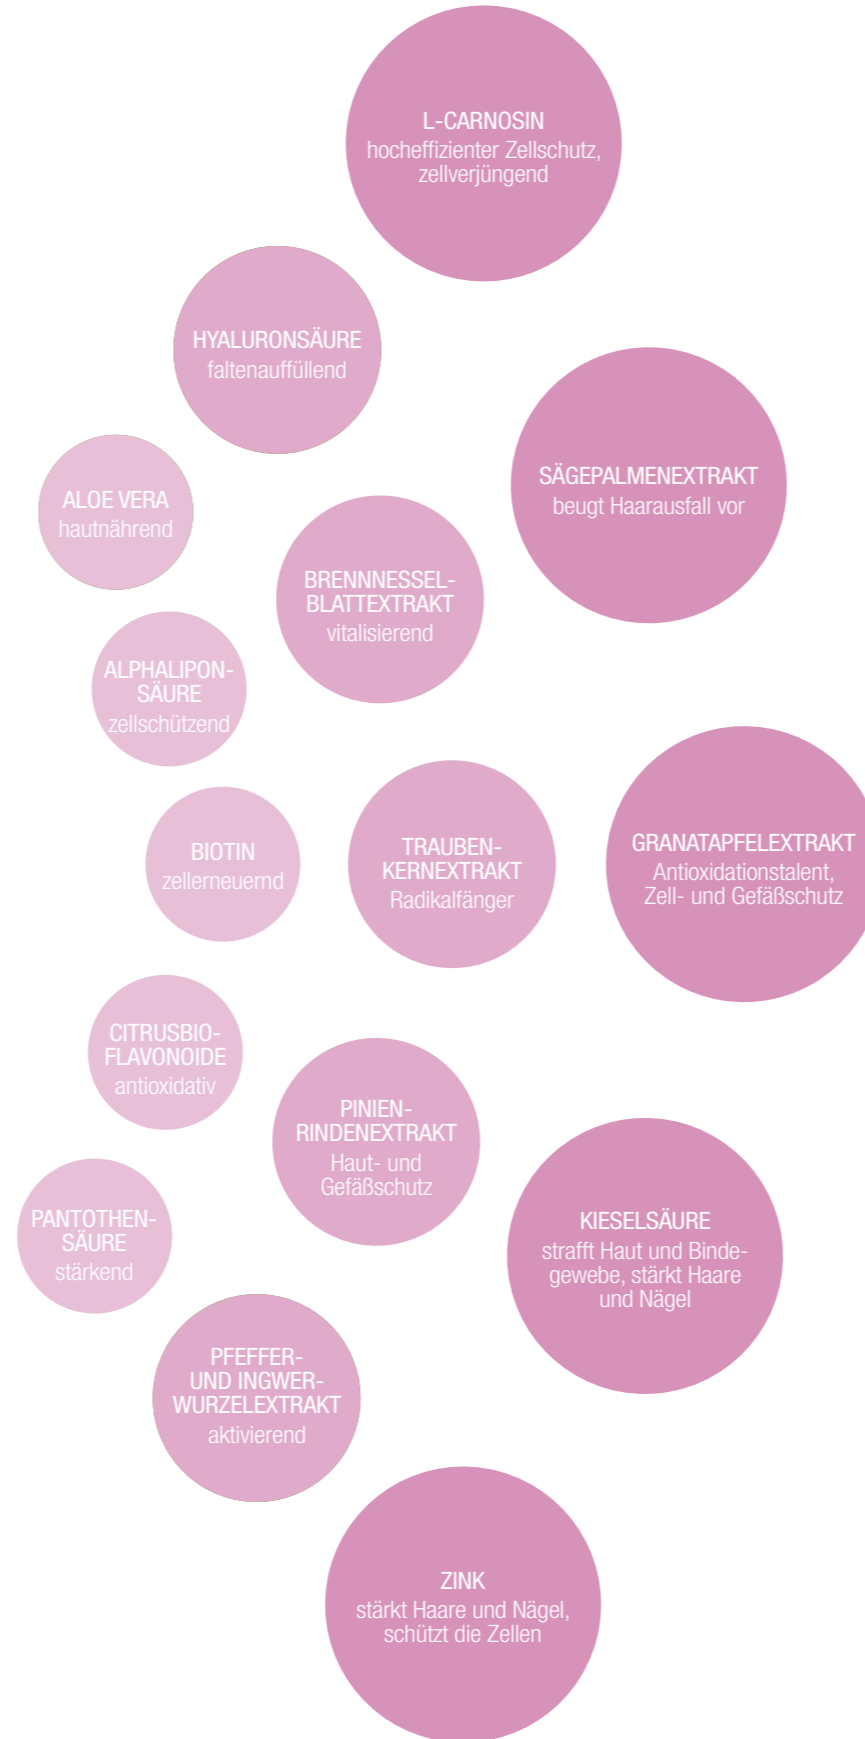 L-CARNOSIN
hocheffizienter Zellschutz,
zellverjüngend
HYALURONSÄURE
faltenauffüllend
SÄGEPALMENEXTRAKT
beugt Haarausfall vor
ALOE VERA
hautnährend
BRENNNESSEL-
BLATTEXTRAKT
vitalisierend
ALPHALIPON-
SÄURE
zellschützend
BIOTIN
zellerneuernd
TRAUBEN-
KERNEXTRAKT
Radikalfänger
GRANATAPFELEXTRAKT
Antioxidationstalent,
Zell- und Gefäßschutz
CITRUSBIO-
FLAVONOIDE
antioxidativ
PINIEN-
RINDENEXTRAKT
Haut- und
Gefäßschutz
PANTOTHEN-
SÄURE
stärkend
KIESELSÄURE
strafft Haut und Binde-
gewebe, stärkt Haare
und Nägel
PFEFFER-
UND INGWER-
WURZELEXTRAKT
aktivierend
ZINK
stärkt Haare und Nägel,
schützt die Zellen